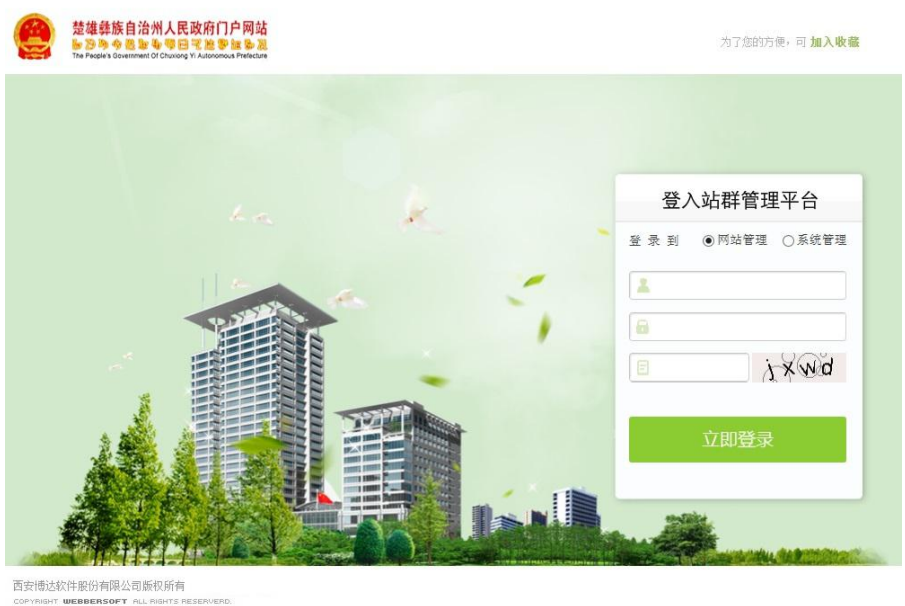 楚雄彝族自治州人民政府门户网站
The People's Government Of Chuxiong Yi Autonomous Prefecture
为了您的方便，可 加入收藏
登入站群管理平台
登 录 到 网站管理 系统管理
jxwd
立即登录
西安博达软件股份有限公司版权所有
COPYRIGHT WEBBERSOFT ALL RIGHTS RESERVERD.